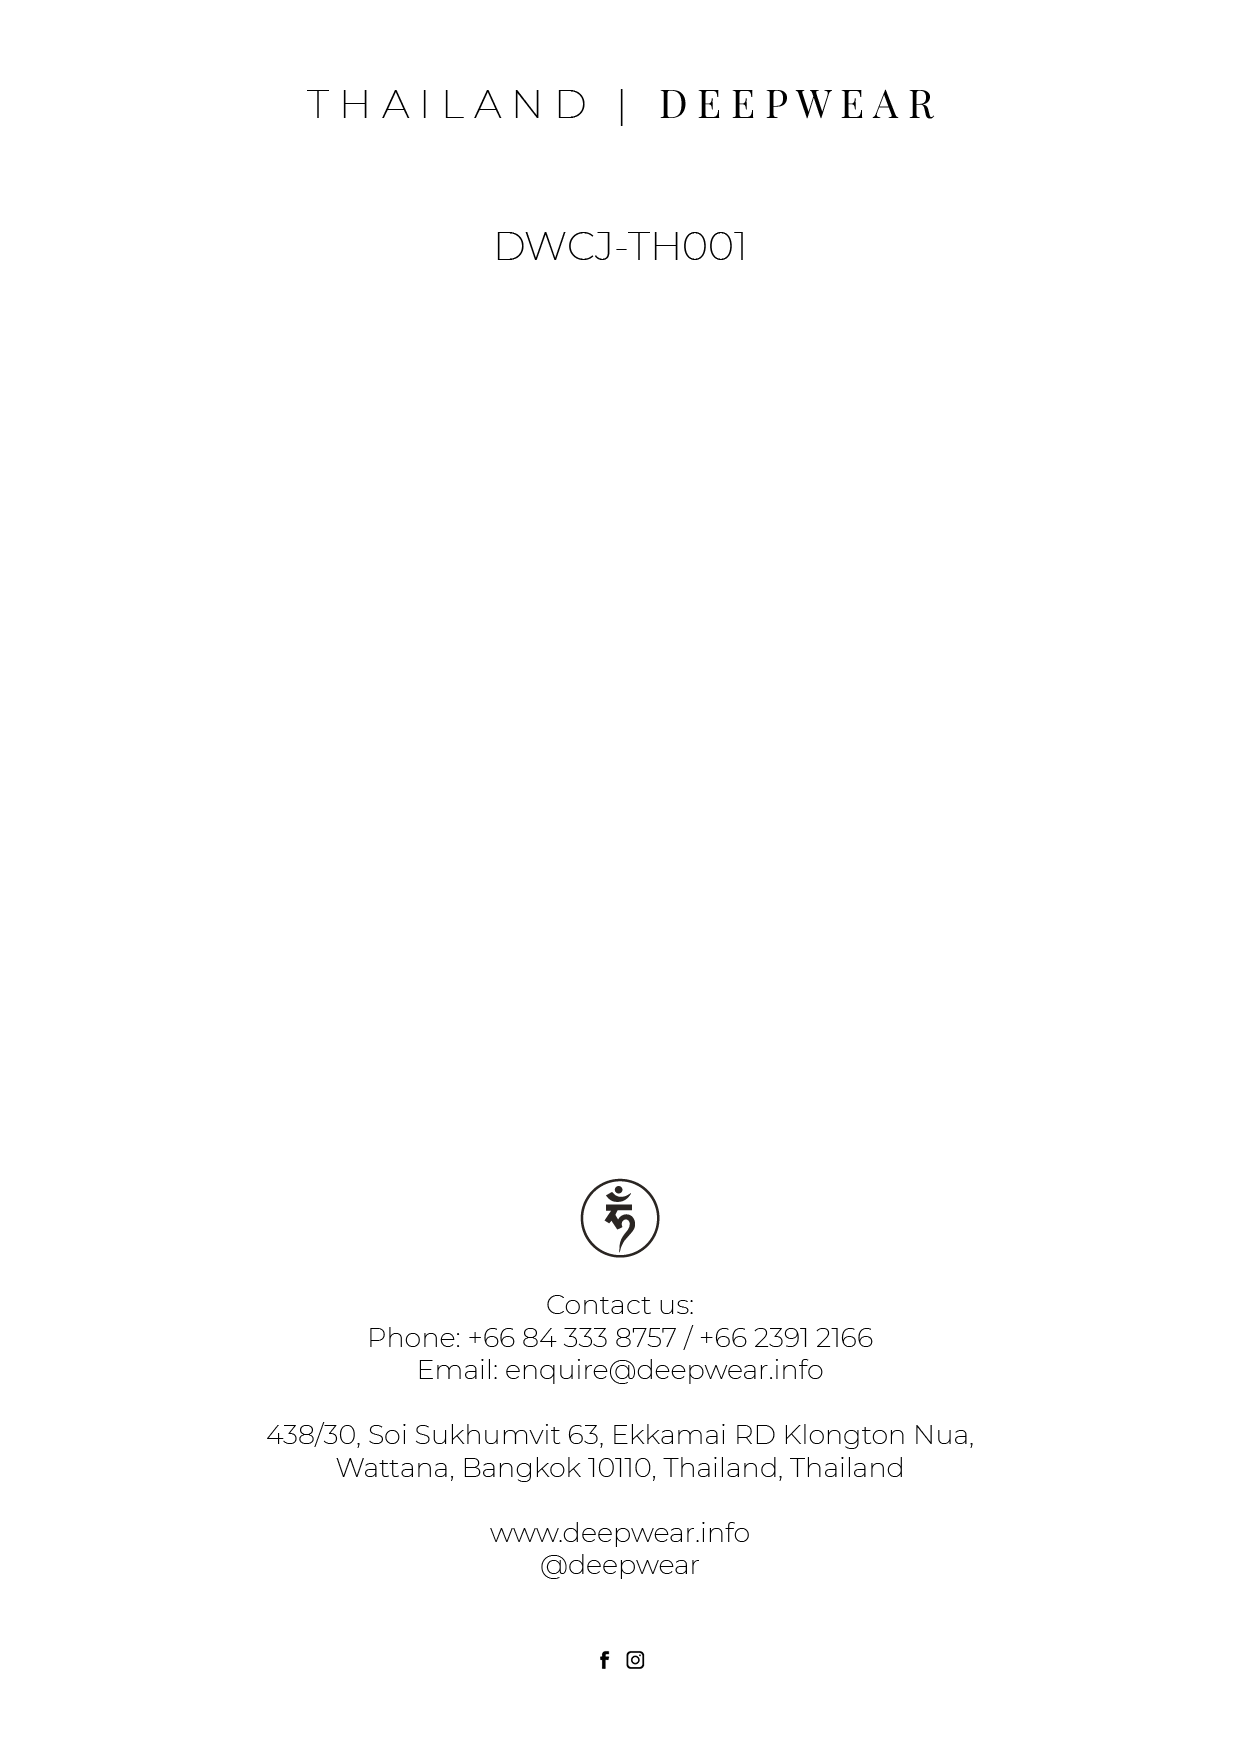 THAILAND | DEEPWEAR
DWCJ-TH001
Contact us:
Phone: +66 84 333 8757 / +66 2391 2166
Email: enquire@deepwear.info
438/30, Soi Sukhumvit 63, Ekkamai RD Klongton Nua,
Wattana, Bangkok 10110, Thailand, Thailand
www.deepwear.info
@deepwear